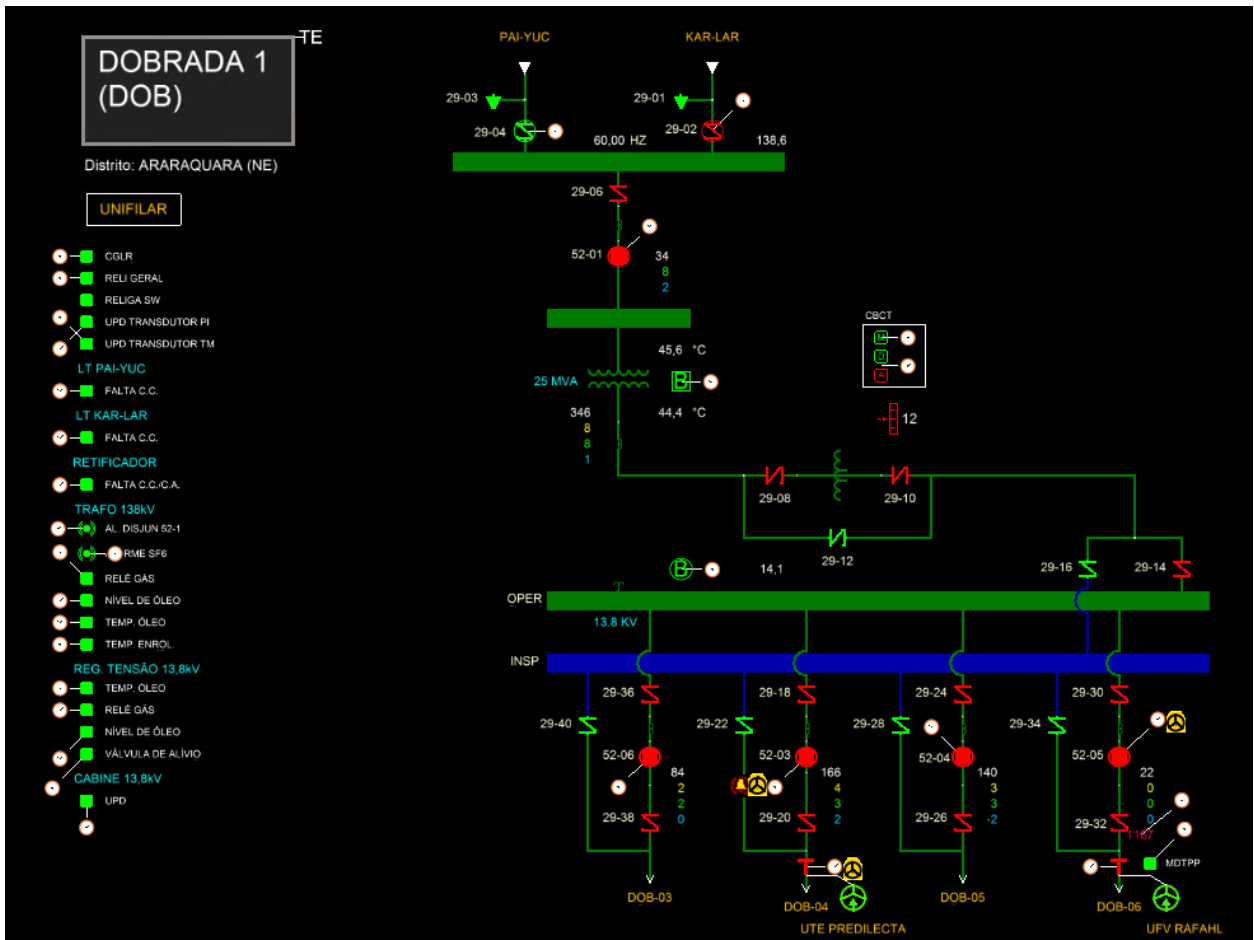 TE
DOBRADA 1
(DOB)
Distrito: ARARAQUARA (NE)
UNIFILAR
CGLR
RELI GERAL
RELIGA SW
UPD TRANSDUTOR PI
UPD TRANSDUTOR TM
LT PAI-YUC
FALTA C.C.
LT KAR-LAR
FALTA C.C.
RETIFICADOR
FALTA C.C./C.A.
TRAFO 138kV
AL. DISJUN 52-1
RME SF6
RELÉ GÁS
NÍVEL DE ÓLEO
TEMP. ÓLEO
TEMP. ENROL.
REG. TENSÃO 13,8kV
TEMP. ÓLEO
RELÉ GÁS
NÍVEL DE ÓLEO
VÁLVULA DE ALÍVIO
CABINE 13,8kV
UPD
PAI-YUC KAR-LAR
29-03 29-01
29-04 29-02
60,00 HZ 138,6
29-06
52-01 34
8
2
CBCT
M
D
A
45,6 °C
25 MVA B
346 44,4 °C
8
8
1
12
29-08 29-10
29-12
B 14,1 29-16 29-14
OPER
13.8 KV
INSP
29-36 29-18 29-24 29-30
29-40 29-22 29-28 29-34
52-06 52-03 52-04 52-05
84 166 140 22
2 4 3 0
2 3 3 0
0 2 -2 0
29-38 29-20 29-26 29-32
1187
MDTPP
DOB-03 DOB-04 DOB-05 DOB-06
UTE PREDILECTA UFV RAFAHL